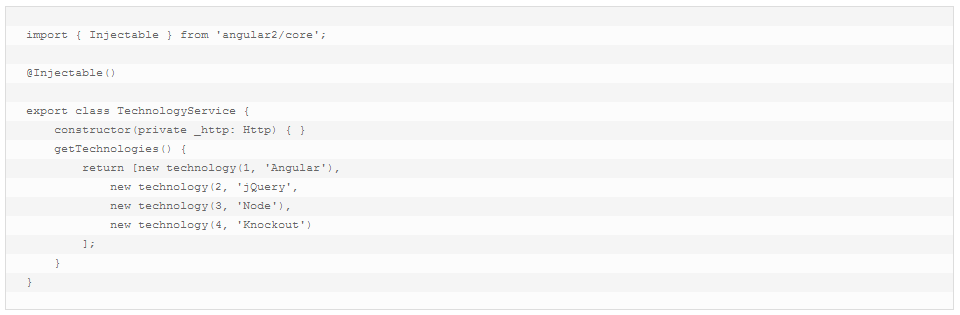 import { Injectable } from 'angular2/core';
@Injectable()
export class TechnologyService {
    constructor(private _http: Http) { }
    getTechnologies() {
        return [new technology(1, 'Angular'),
            new technology(2, 'jQuery',
            new technology(3, 'Node'),
            new technology(4, 'Knockout')
        ];
    }
}